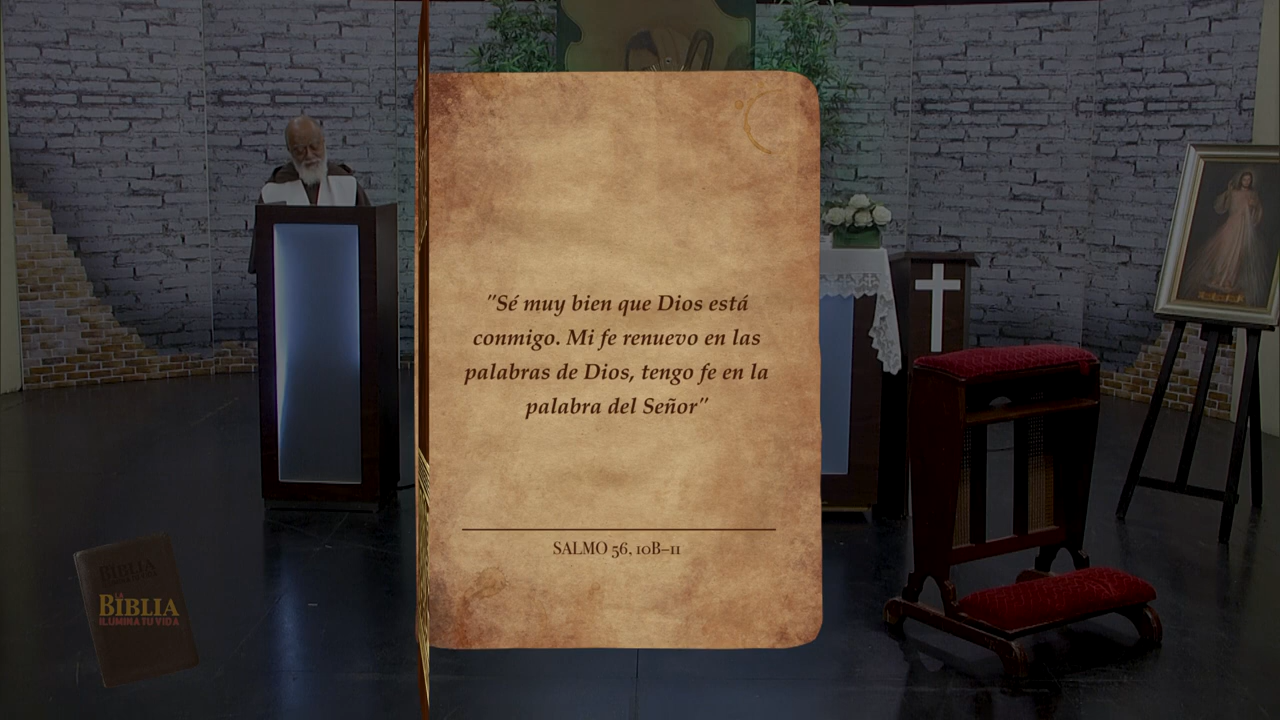 "Sé muy bien que Dios está
conmigo. Mi fe renuevo en las
palabras de Dios, tengo fe en la
palabra del Señor"
SALMO 56, 10B–11
BIBLIA
LA
BIBLIA
ILUMINA TU VIDA